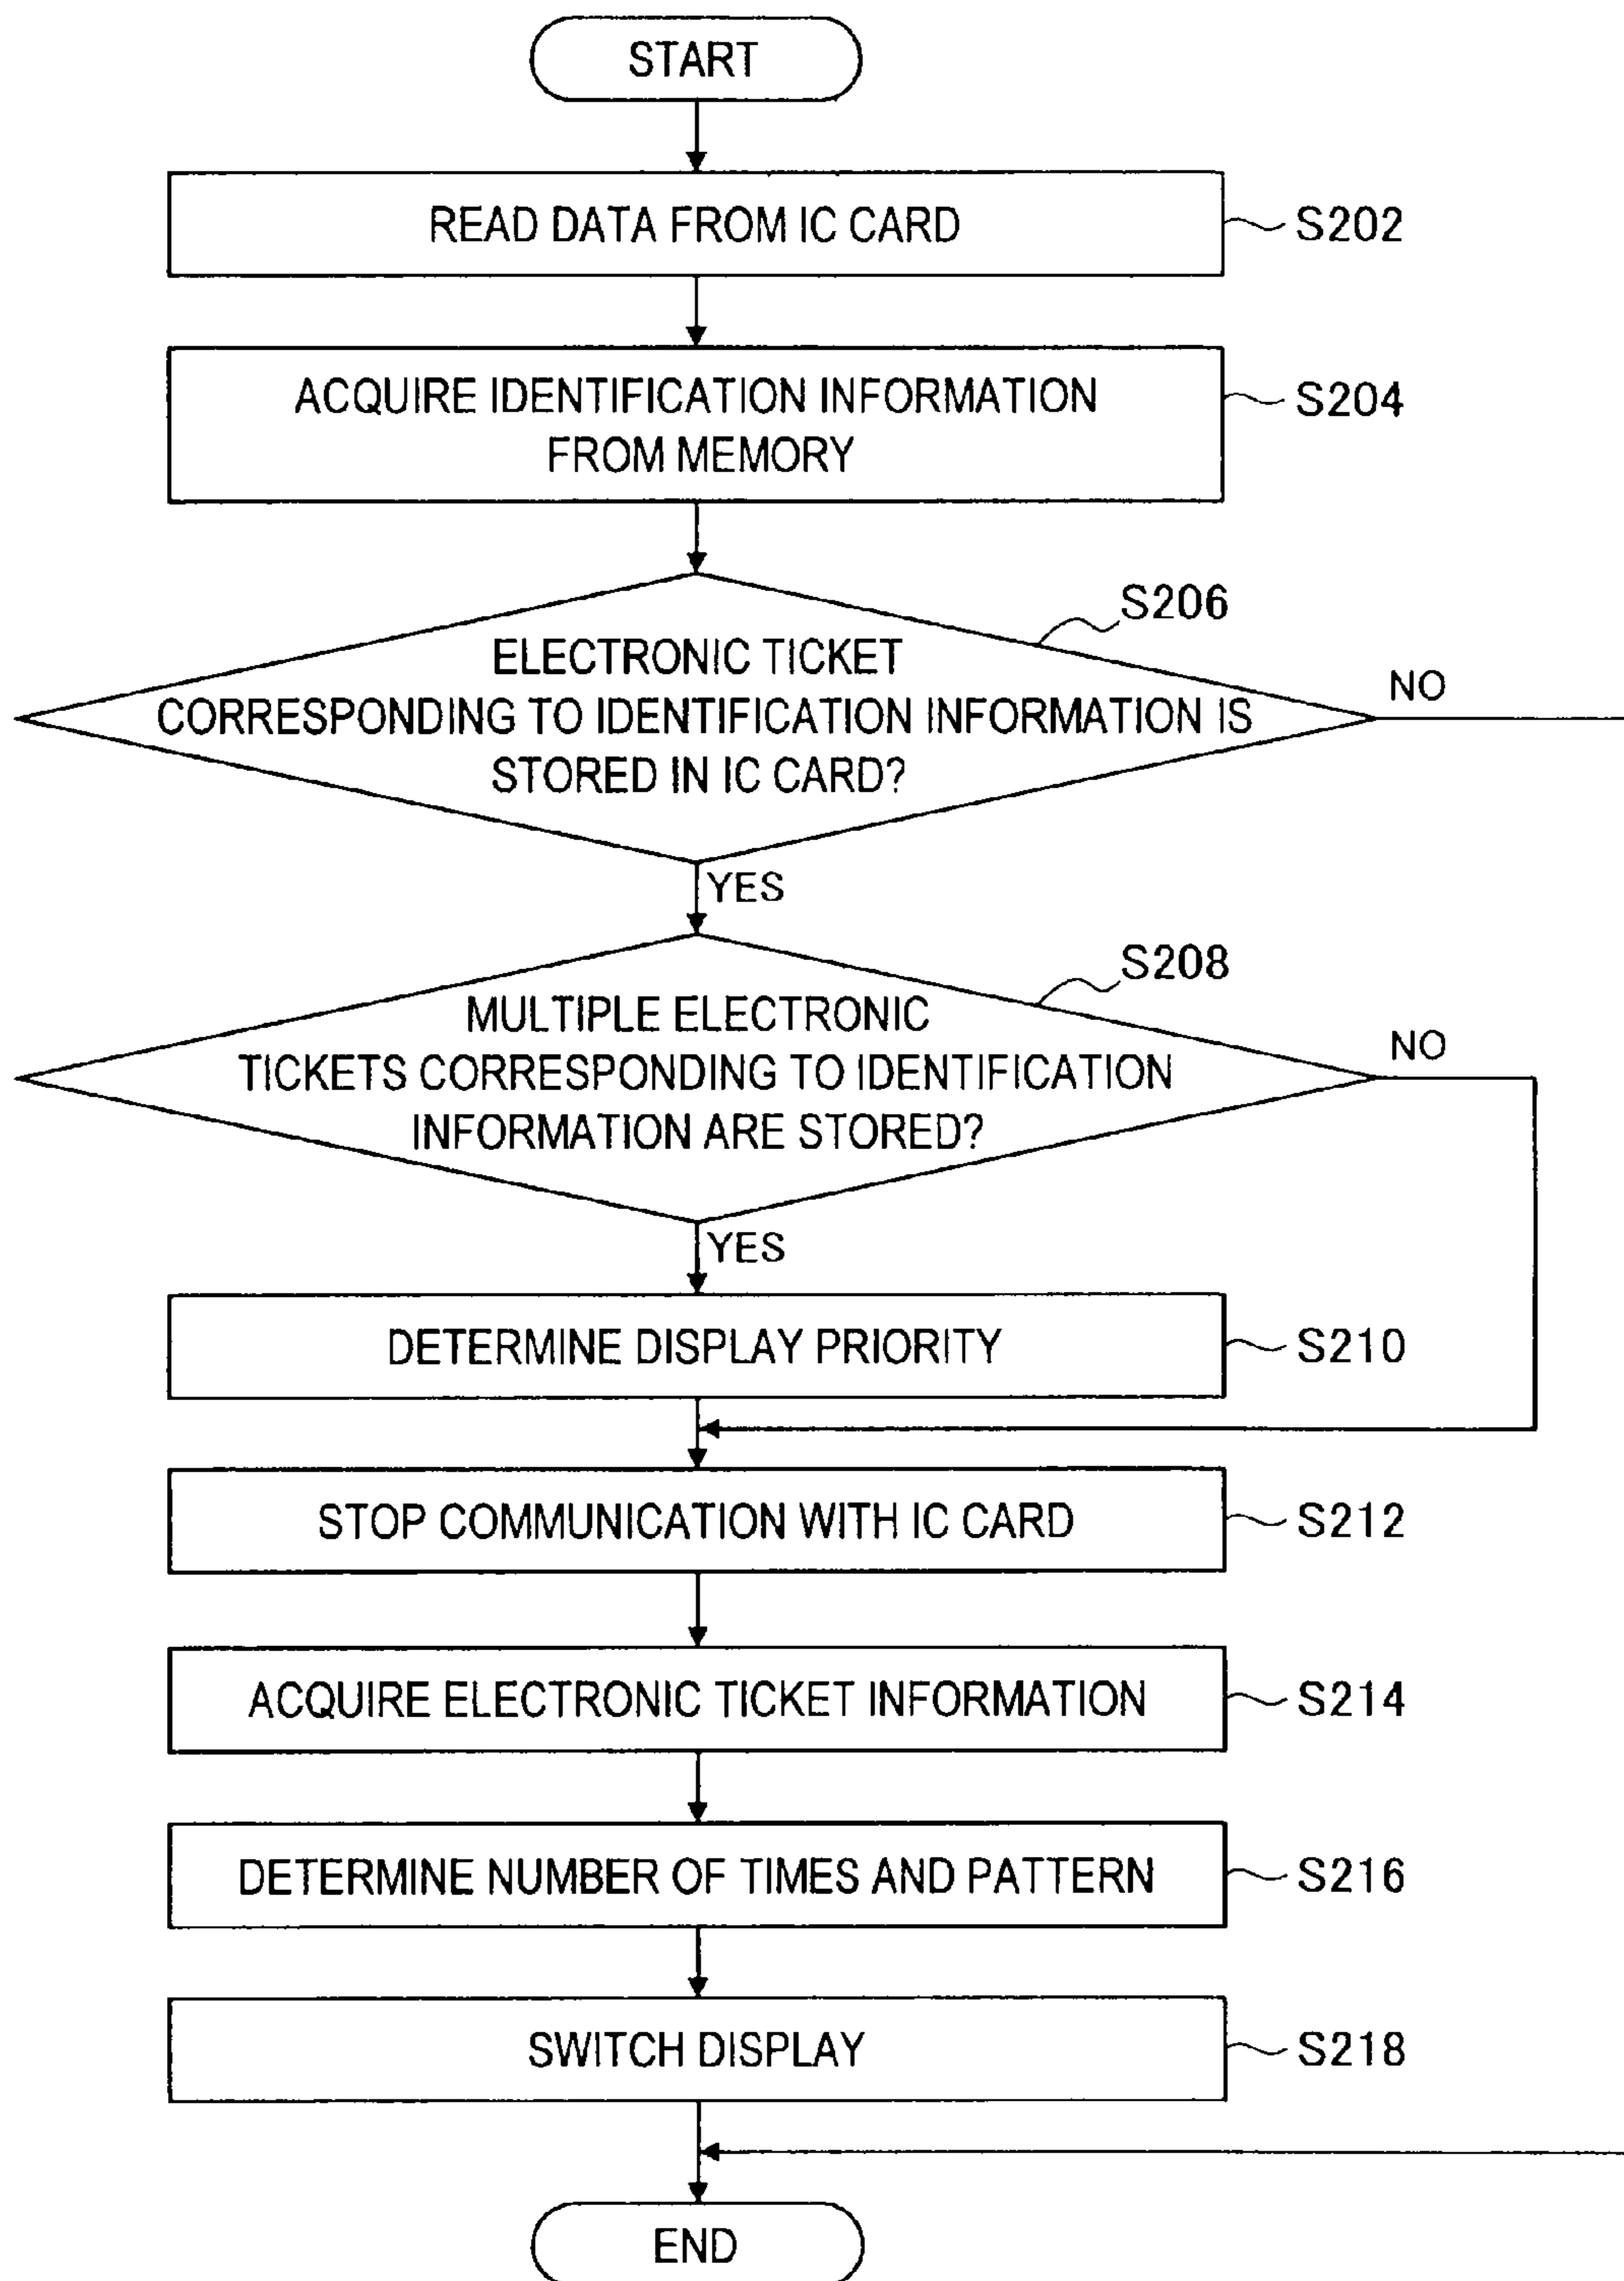 START
READ DATA FROM IC CARD
S202
ACQUIRE IDENTIFICATION INFORMATION
FROM MEMORY
S204
S206
ELECTRONIC TICKET
CORRESPONDING TO IDENTIFICATION INFORMATION IS
STORED IN IC CARD?
NO
YES
S208
MULTIPLE ELECTRONIC
TICKETS CORRESPONDING TO IDENTIFICATION
INFORMATION ARE STORED?
NO
YES
DETERMINE DISPLAY PRIORITY
S210
STOP COMMUNICATION WITH IC CARD
S212
ACQUIRE ELECTRONIC TICKET INFORMATION
S214
DETERMINE NUMBER OF TIMES AND PATTERN
S216
SWITCH DISPLAY
S218
END